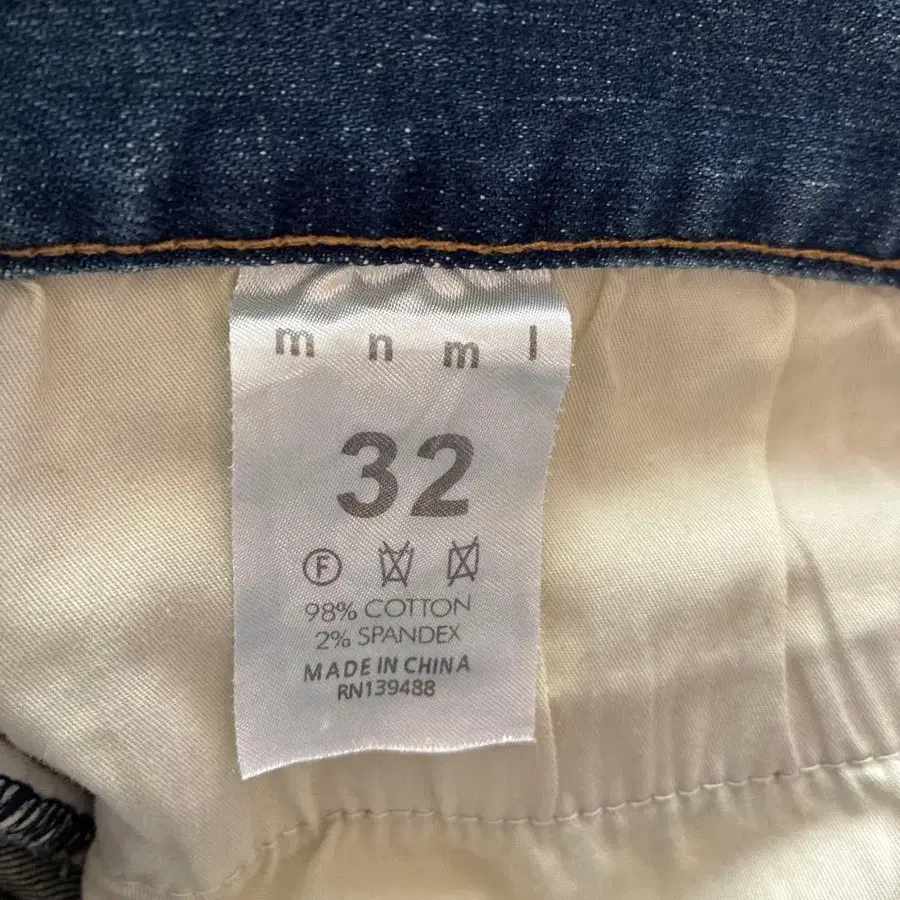 m n m l
32
F
98% COTTON
2% SPANDEX
MADE IN CHINA
RN139488